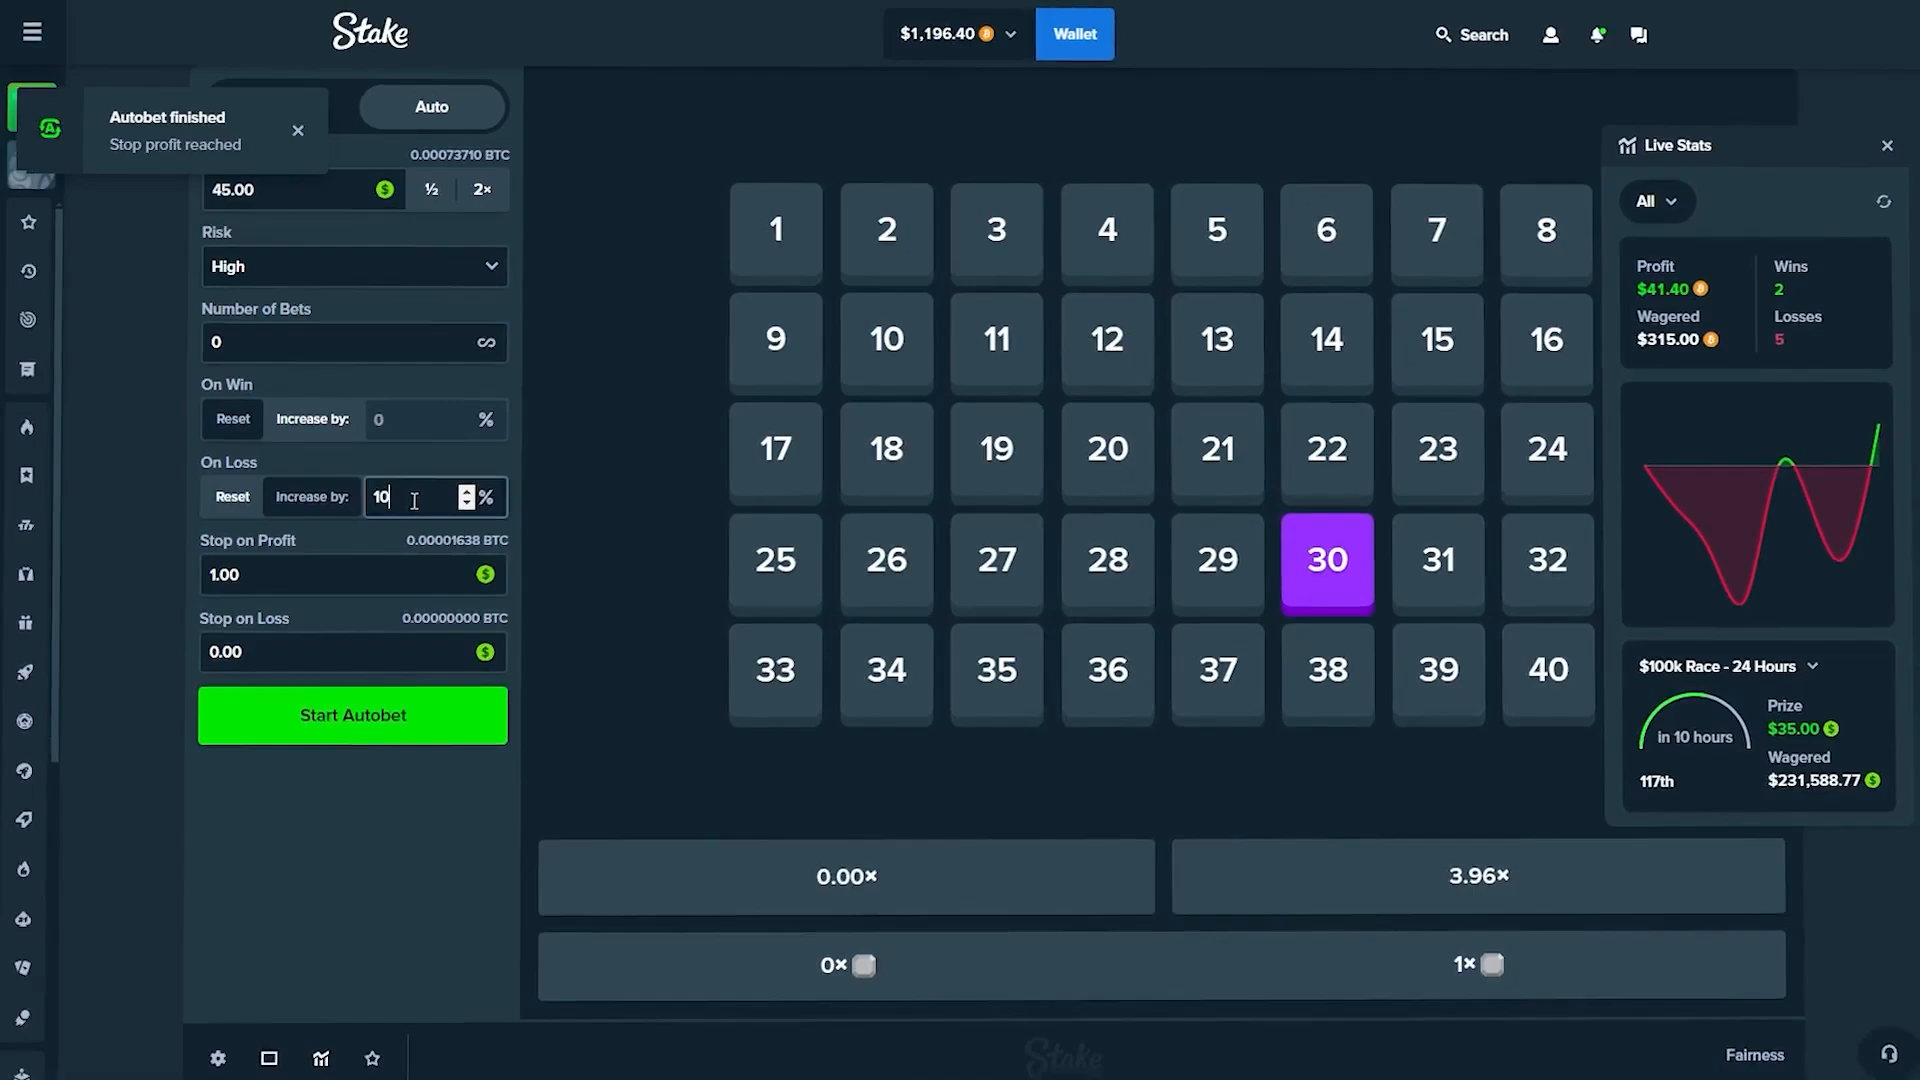 Stake
$1,196.40
Wallet
Search
Autobet finished
Stop profit reached
Auto
0.00073710 BTC
45.00
½
2×
Risk
High
Number of Bets
0
On Win
Reset
Increase by:
0
%
On Loss
Reset
Increase by:
10
%
Stop on Profit
0.00001638 BTC
1.00
Stop on Loss
0.00000000 BTC
0.00
Start Autobet
1 2 3 4 5 6 7 8
9 10 11 12 13 14 15 16
17 18 19 20 21 22 23 24
25 26 27 28 29 30 31 32
33 34 35 36 37 38 39 40
0.00×
3.96×
0×
1×
Live Stats
All
Profit
$41.40
Wins
2
Wagered
$315.00
Losses
5
$100k Race - 24 Hours
in 10 hours
117th
Prize
$35.00
Wagered
$231,588.77
Stake
Fairness